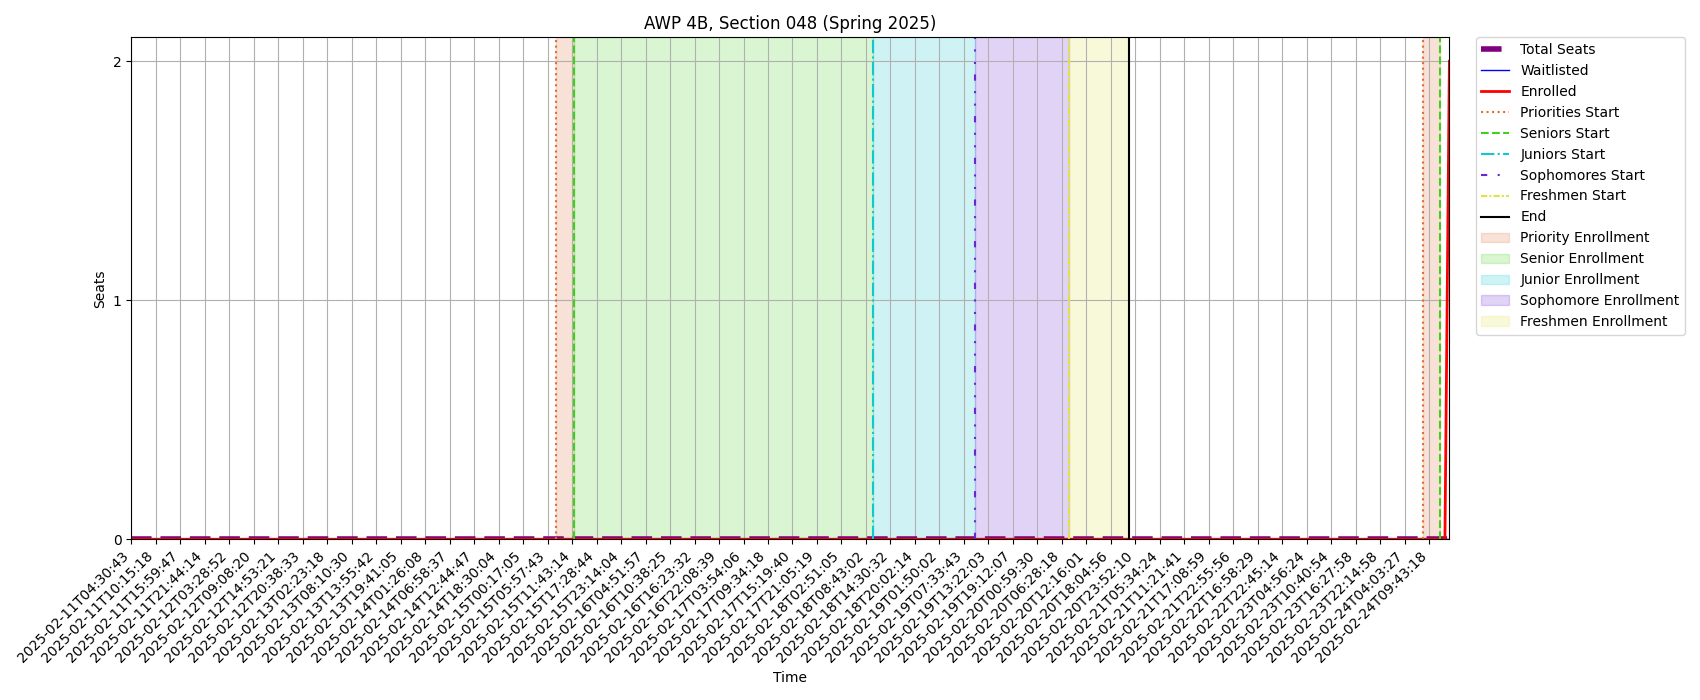 AWP 4B, Section 048 (Spring 2025)
Seats
2
1
0
2025-02-11T04:30:43
2025-02-11T10:15:18
2025-02-11T15:59:47
2025-02-11T21:44:14
2025-02-12T03:28:52
2025-02-12T09:08:20
2025-02-12T14:53:21
2025-02-12T20:38:33
2025-02-13T02:23:18
2025-02-13T08:10:30
2025-02-13T13:55:42
2025-02-13T19:41:05
2025-02-14T01:26:08
2025-02-14T06:58:37
2025-02-14T12:44:47
2025-02-14T18:30:04
2025-02-15T00:17:05
2025-02-15T05:57:43
2025-02-15T11:43:14
2025-02-15T17:28:44
2025-02-15T23:14:04
2025-02-16T04:51:57
2025-02-16T10:38:25
2025-02-16T16:23:32
2025-02-16T22:08:39
2025-02-17T03:54:06
2025-02-17T09:34:18
2025-02-17T15:19:40
2025-02-17T21:05:19
2025-02-18T02:51:05
2025-02-18T08:43:02
2025-02-18T14:30:32
2025-02-18T20:02:14
2025-02-19T01:50:02
2025-02-19T07:33:43
2025-02-19T13:22:03
2025-02-19T19:12:07
2025-02-20T00:59:30
2025-02-20T06:28:18
2025-02-20T12:16:01
2025-02-20T18:04:56
2025-02-20T23:52:10
2025-02-21T05:34:24
2025-02-21T11:21:41
2025-02-21T17:08:59
2025-02-21T22:55:56
2025-02-22T16:58:29
2025-02-22T22:45:14
2025-02-23T04:56:24
2025-02-23T10:40:54
2025-02-23T16:27:58
2025-02-23T22:14:58
2025-02-24T04:03:27
2025-02-24T09:43:18
Time
Total Seats
Waitlisted
Enrolled
Priorities Start
Seniors Start
Juniors Start
Sophomores Start
Freshmen Start
End
Priority Enrollment
Senior Enrollment
Junior Enrollment
Sophomore Enrollment
Freshmen Enrollment